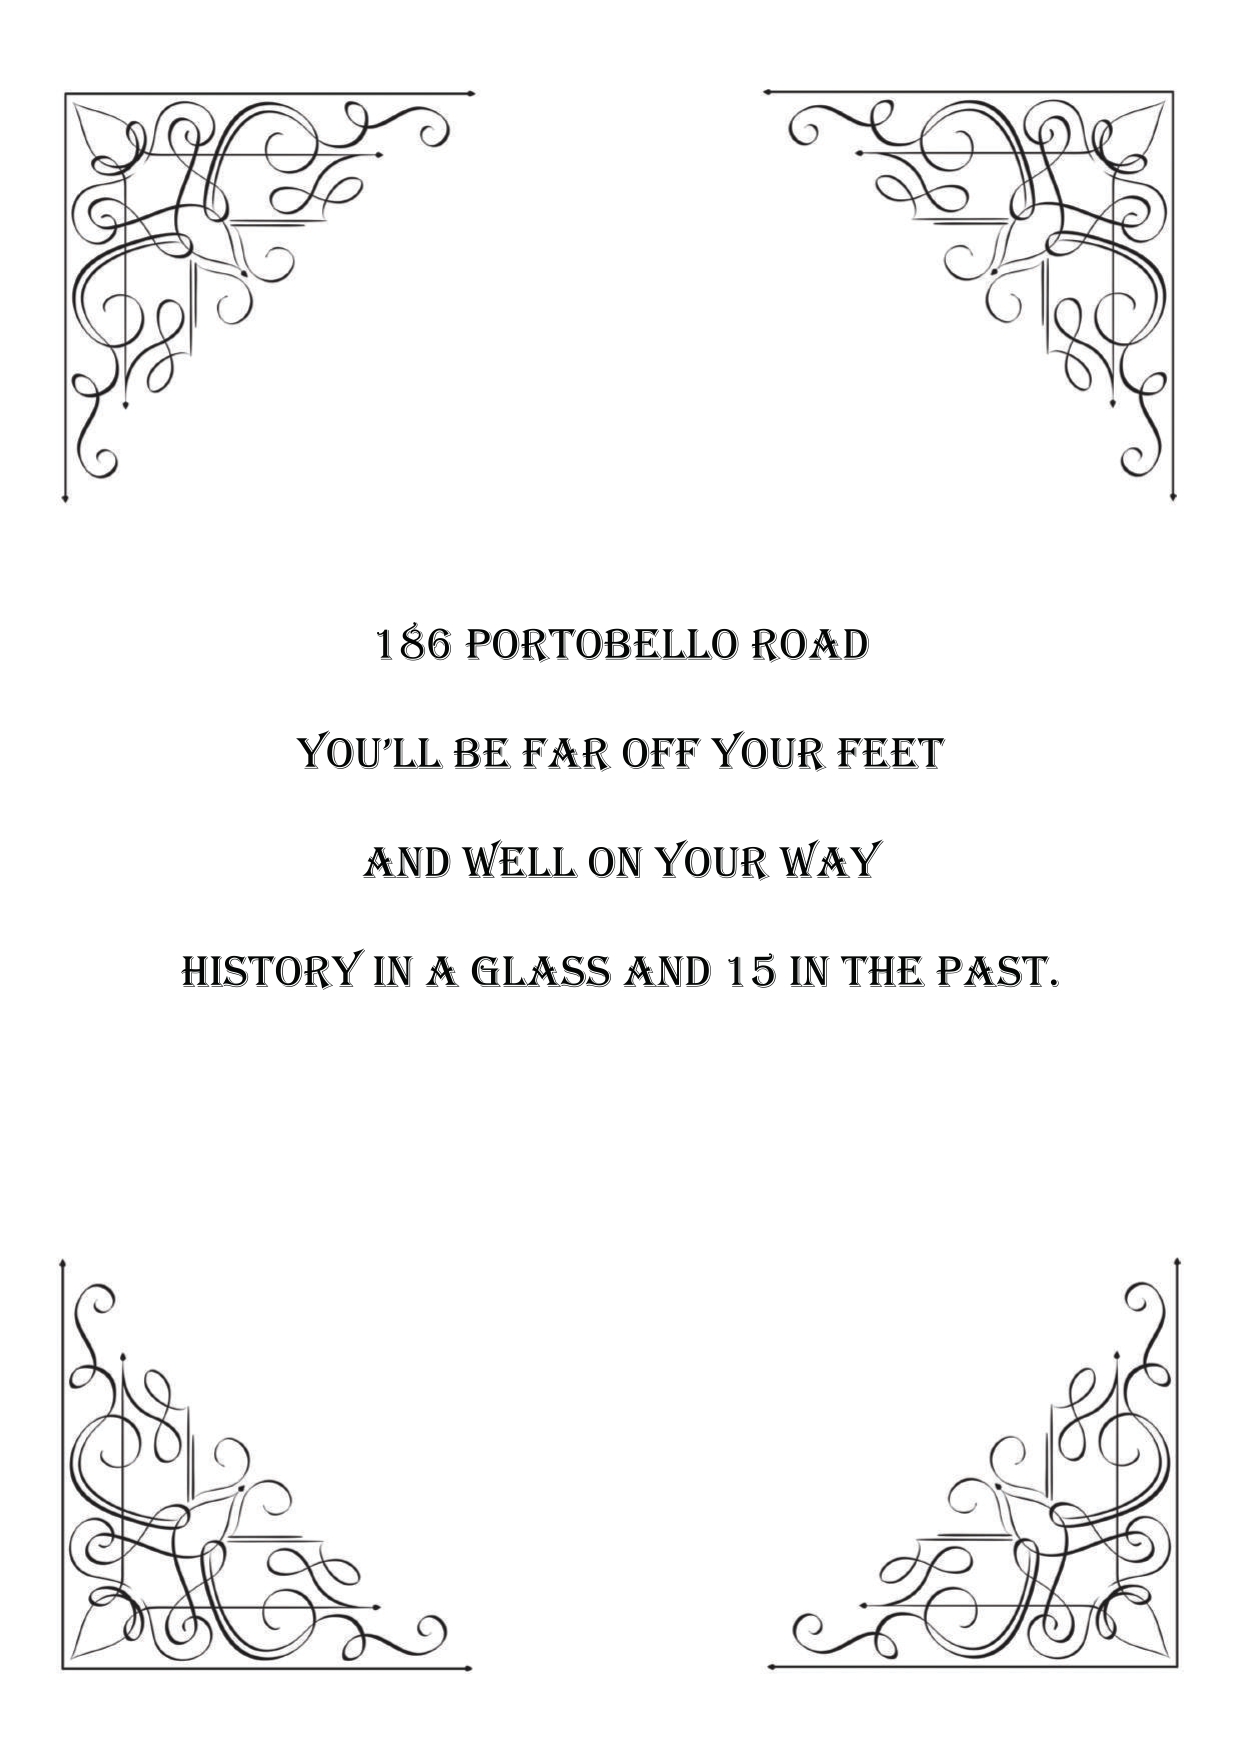 186 PORTOBELLO ROAD
YOU'LL BE FAR OFF YOUR FEET
AND WELL ON YOUR WAY
HISTORY IN A GLASS AND 15 IN THE PAST.